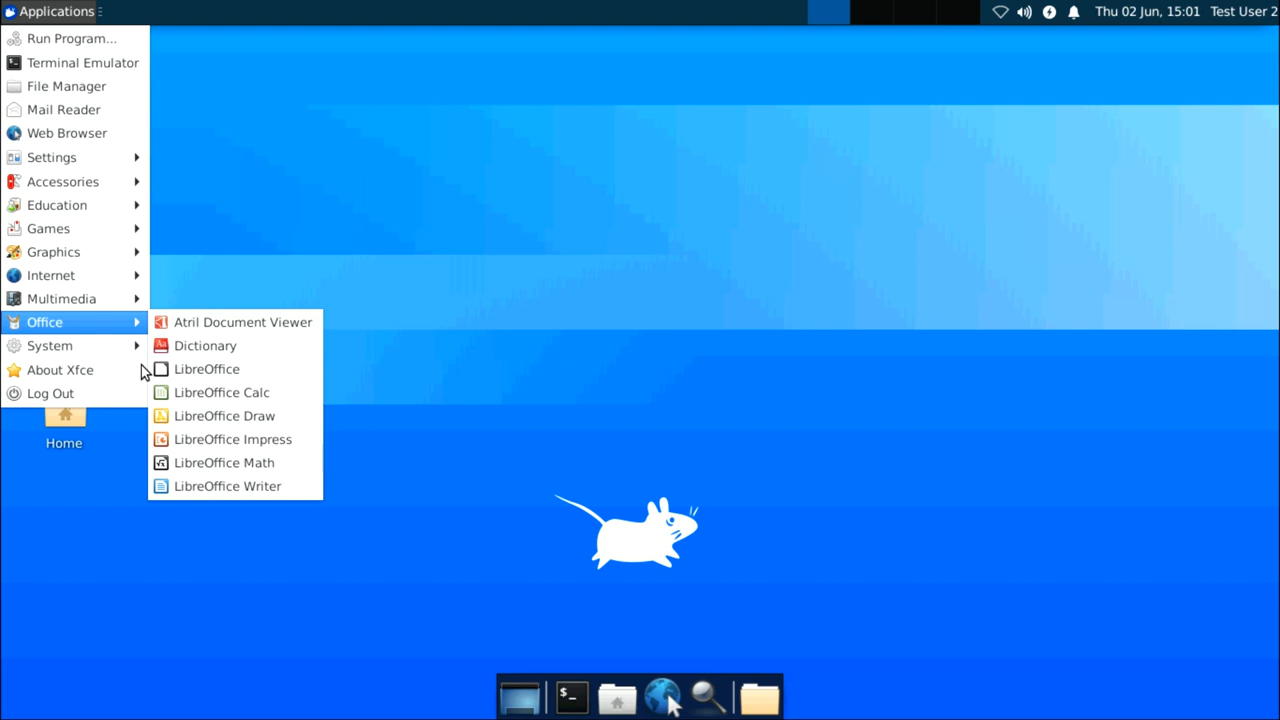 Applications
Thu 02 Jun, 15:01
Test User 2
Run Program...
Terminal Emulator
File Manager
Mail Reader
Web Browser
Settings
Accessories
Education
Games
Graphics
Internet
Multimedia
Office
System
About Xfce
Log Out
Atril Document Viewer
Dictionary
LibreOffice
LibreOffice Calc
LibreOffice Draw
LibreOffice Impress
LibreOffice Math
LibreOffice Writer
Home